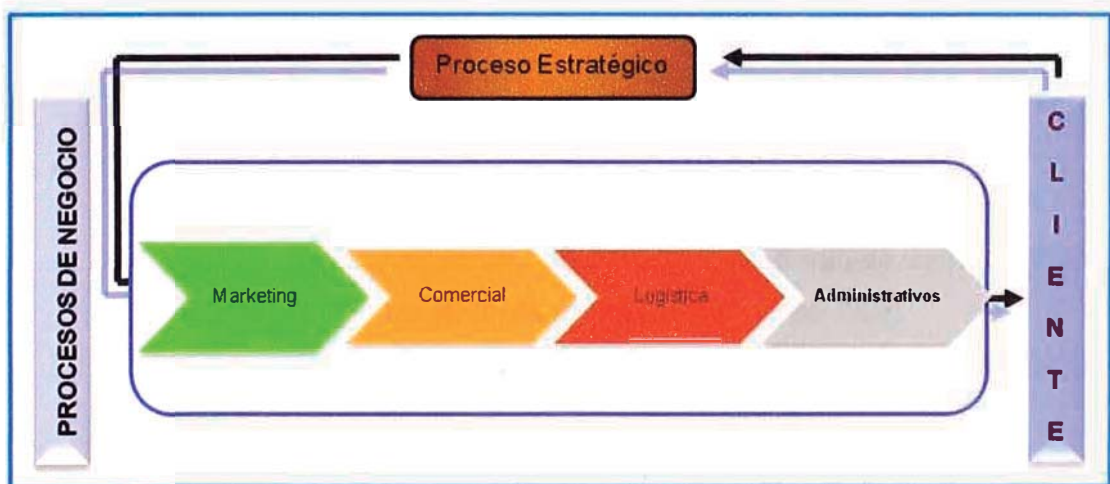 Proceso Estratégico
PROCESOS DE NEGOCIO
Marketing
Comercial
Logística
Administrativos
CLIENTE